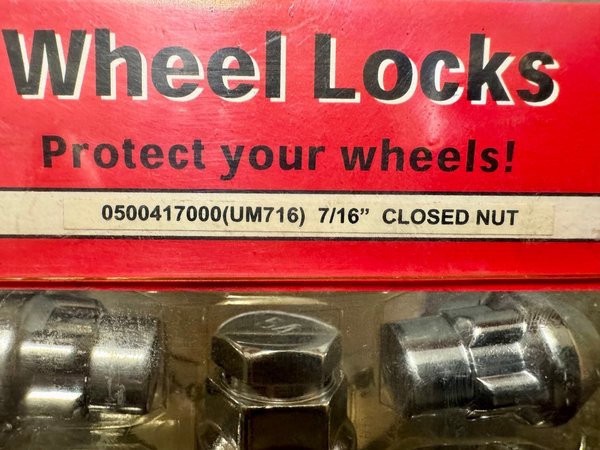 Wheel Locks
Protect your wheels!
0500417000(UM716) 7/16” CLOSED NUT